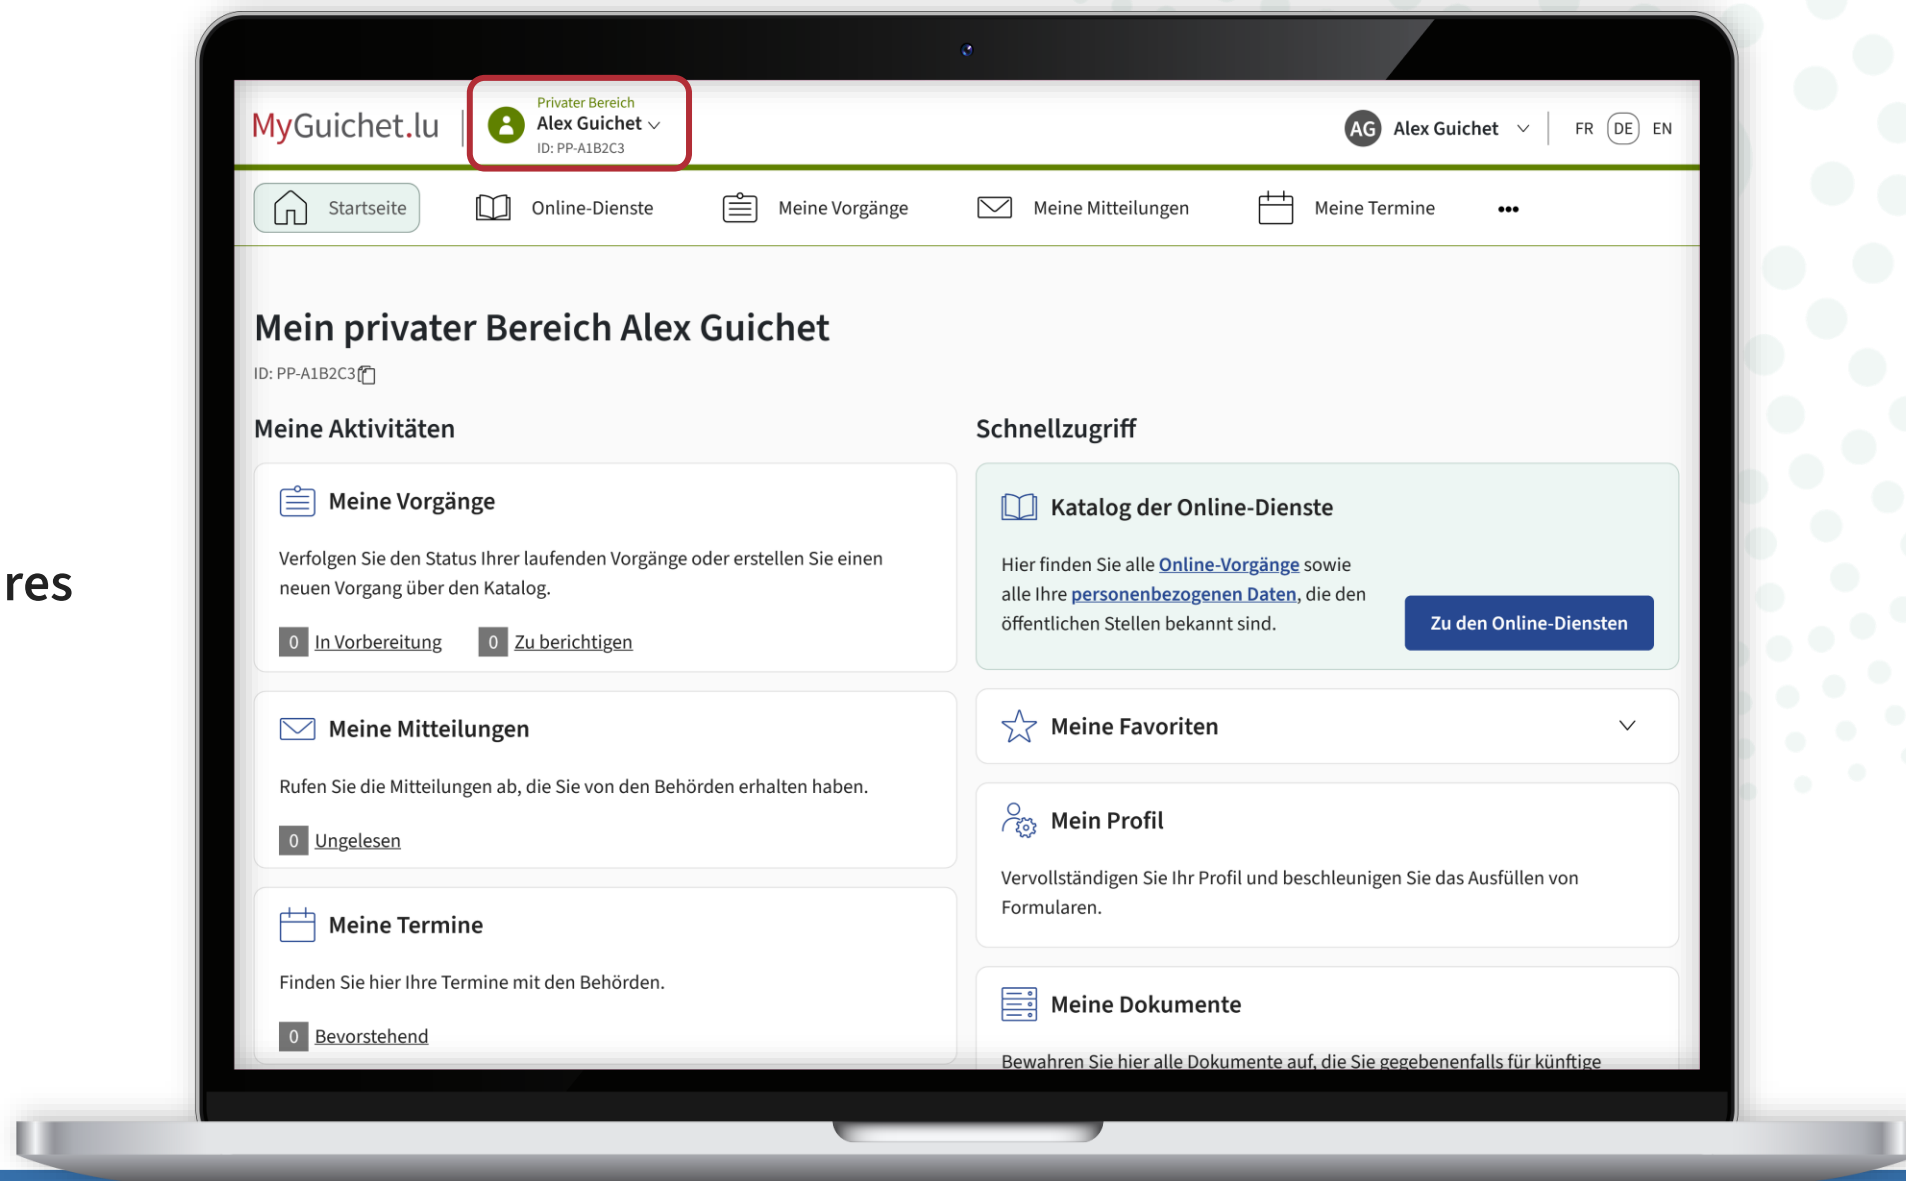 res
MyGuichet.lu
Privater Bereich
Alex Guichet
ID: PP-A1B2C3
AG Alex Guichet
FR DE EN
Startseite
Online-Dienste
Meine Vorgänge
Meine Mitteilungen
Meine Termine
•••
Mein privater Bereich Alex Guichet
ID: PP-A1B2C3
Meine Aktivitäten
Meine Vorgänge
Verfolgen Sie den Status Ihrer laufenden Vorgänge oder erstellen Sie einen
neuen Vorgang über den Katalog.
0 In Vorbereitung 0 Zu berichtigen
Meine Mitteilungen
Rufen Sie die Mitteilungen ab, die Sie von den Behörden erhalten haben.
0 Ungelesen
Meine Termine
Finden Sie hier Ihre Termine mit den Behörden.
0 Bevorstehend
Schnellzugriff
Katalog der Online-Dienste
Hier finden Sie alle Online-Vorgänge sowie
alle Ihre personenbezogenen Daten, die den
öffentlichen Stellen bekannt sind.
Zu den Online-Diensten
Meine Favoriten
Mein Profil
Vervollständigen Sie Ihr Profil und beschleunigen Sie das Ausfüllen von
Formularen.
Meine Dokumente
Bewahren Sie hier alle Dokumente auf, die Sie gegebenenfalls für künftige